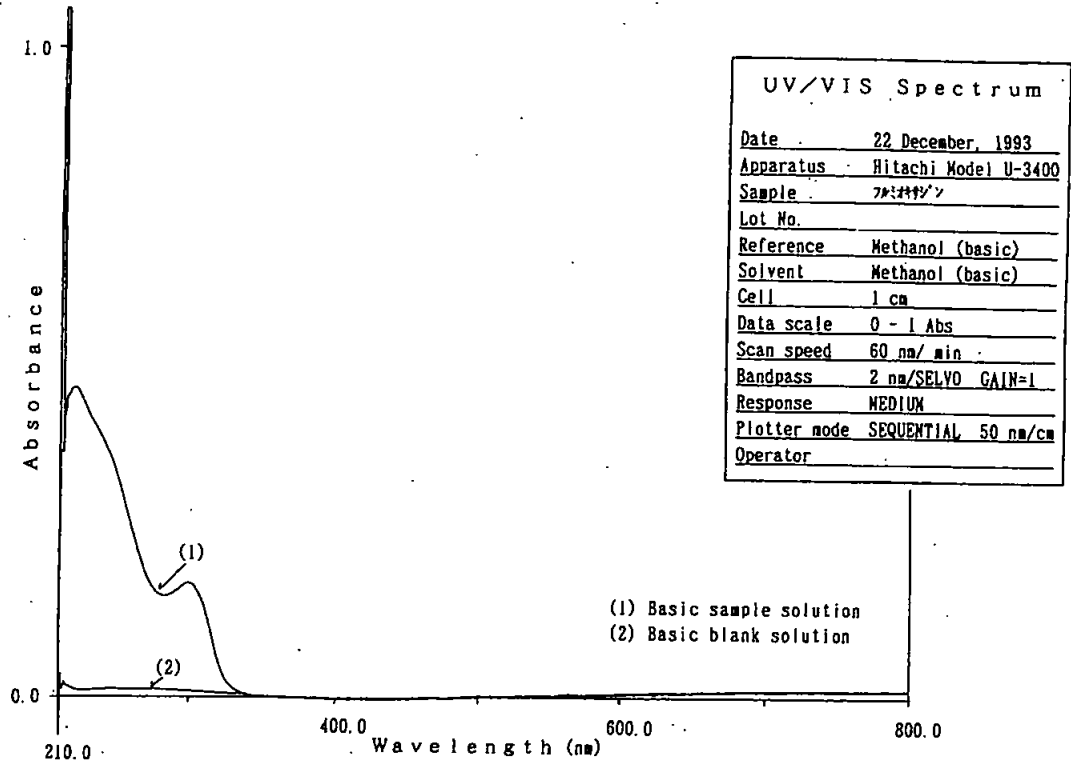 1.0
Absorbance
0.0
210.0
400.0
600.0
800.0
Wavelength (nm)
(1)
(2)
(1) Basic sample solution
(2) Basic blank solution
UV/VIS Spectrum
Date 22 December, 1993
Apparatus Hitachi Model U-3400
Sample フルミオキサジン
Lot No.
Reference Methanol (basic)
Solvent Methanol (basic)
Cell 1 cm
Data scale 0 - 1 Abs
Scan speed 60 nm/ min
Bandpass 2 nm/SELVO GAIN=1
Response MEDIUM
Plotter mode SEQUENTIAL 50 nm/cm
Operator